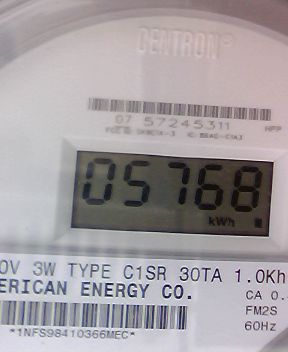 CENTRON®
07 57245311
HPP
05768
kWh
0V 3W TYPE C1SR 30TA 1.0Kh
ERICAN ENERGY CO.
CA 0.
FM2S
60Hz
*1NFS98410366MEC*